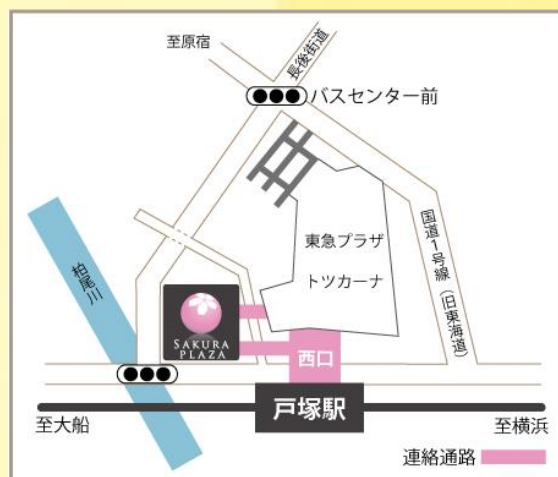 至原宿
長後街道
バスセンター前
東急プラザ
トツカーナ
国道1号線（旧東海道）
柏尾川
SAKURA
PLAZA
西口
戸塚駅
至大船
至横浜
連絡通路